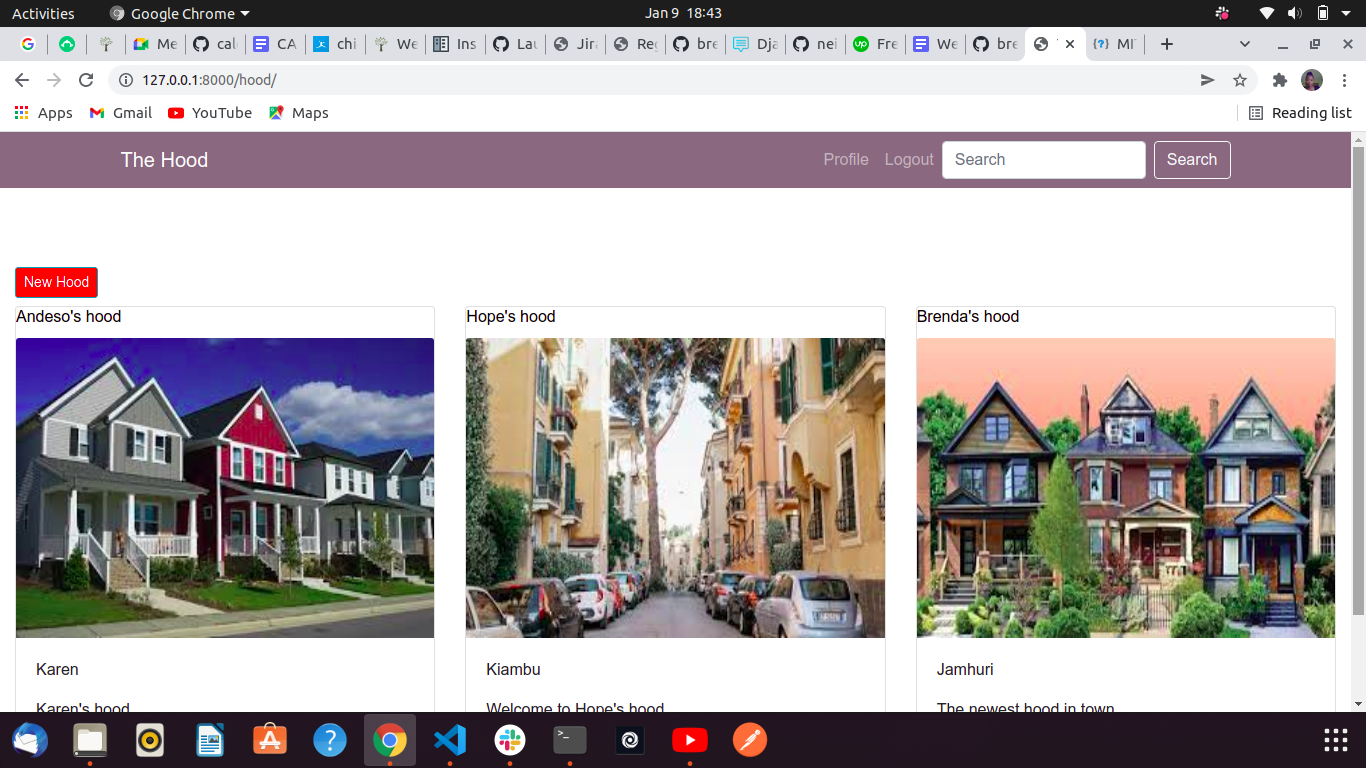 Activities
Google Chrome
Jan 9 18:43
Me
cal
CA
chi
We
Ins
Lau
Jira
Reg
bre
Dja
nei
Fre
We
bre
MIT
127.0.0.1:8000/hood/
Apps
Gmail
YouTube
Maps
Reading list
The Hood
Profile
Logout
Search
Search
New Hood
Andeso's hood
Hope's hood
Brenda's hood
Karen
Kiambu
Jamhuri
Karen's hood
Welcome to Hope's hood
The newest hood in town